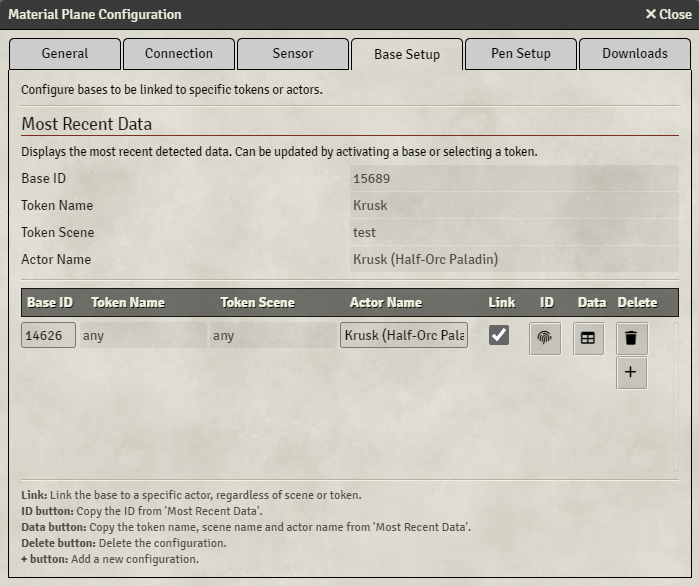 Material Plane Configuration
✕ Close
General Connection Sensor Base Setup Pen Setup Downloads
Configure bases to be linked to specific tokens or actors.
Most Recent Data
Displays the most recent detected data. Can be updated by activating a base or selecting a token.
Base ID 15689
Token Name Krusk
Token Scene test
Actor Name Krusk (Half-Orc Paladin)
Base ID Token Name Token Scene Actor Name Link ID Data Delete
14626 any any Krusk (Half-Orc Pala
+
Link: Link the base to a specific actor, regardless of scene or token.
ID button: Copy the ID from 'Most Recent Data'.
Data button: Copy the token name, scene name and actor name from 'Most Recent Data'.
Delete button: Delete the configuration.
+ button: Add a new configuration.